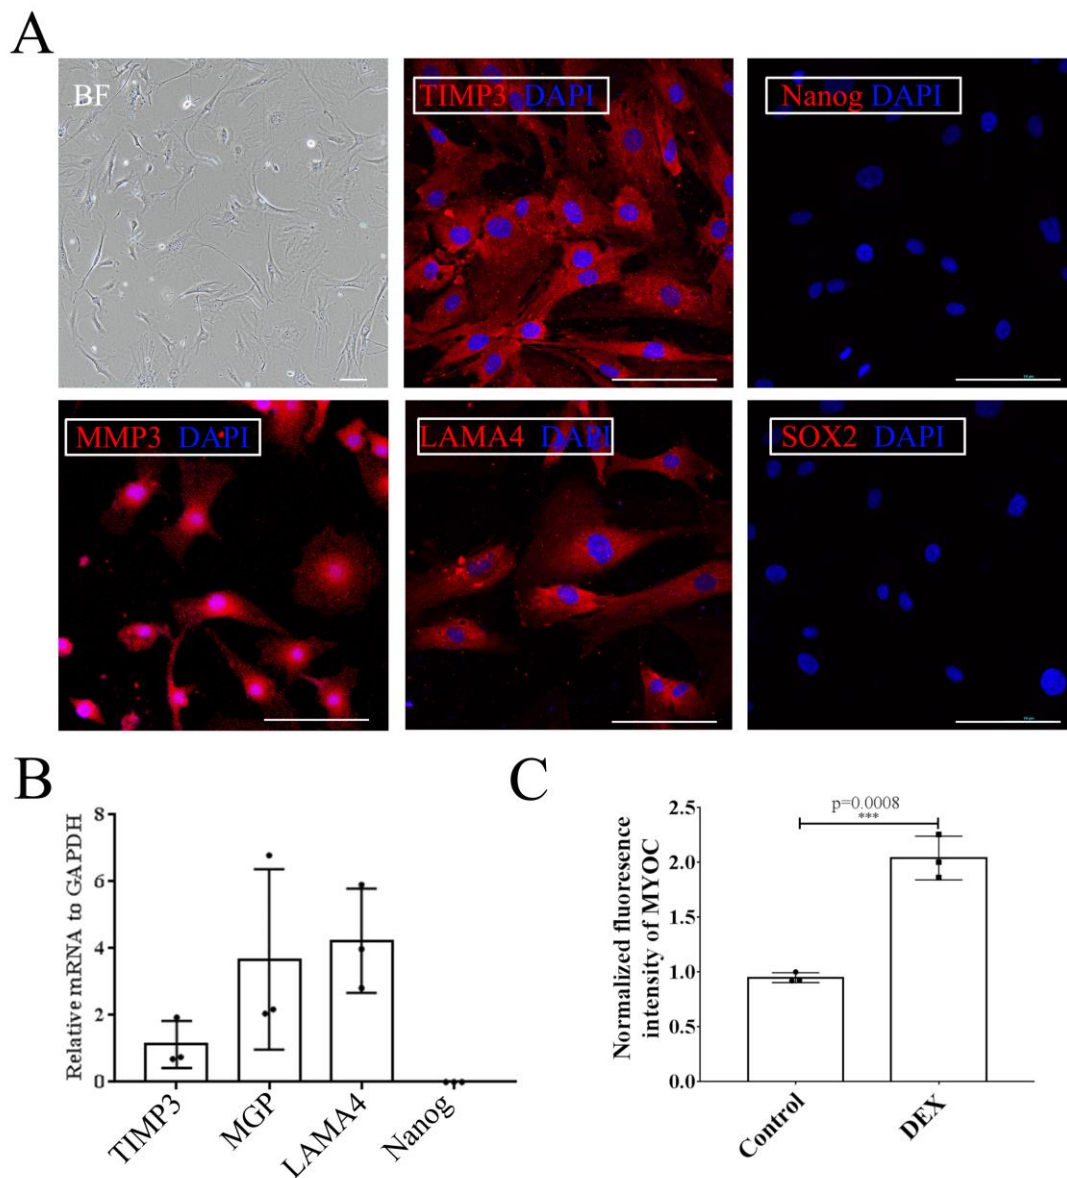 A
BF
TIMP3 DAPI
Nanog DAPI
MMP3 DAPI
LAMA4 DAPI
SOX2 DAPI
B
Relative mRNA to GAPDH
8
6
4
2
0
TIMP3
MGP
LAMA4
Nanog
C
Normalized fluoresence
intensity of MYOC
p=0.0008
***
2.5
2.0
1.5
1.0
0.5
0.0
Control
DEX